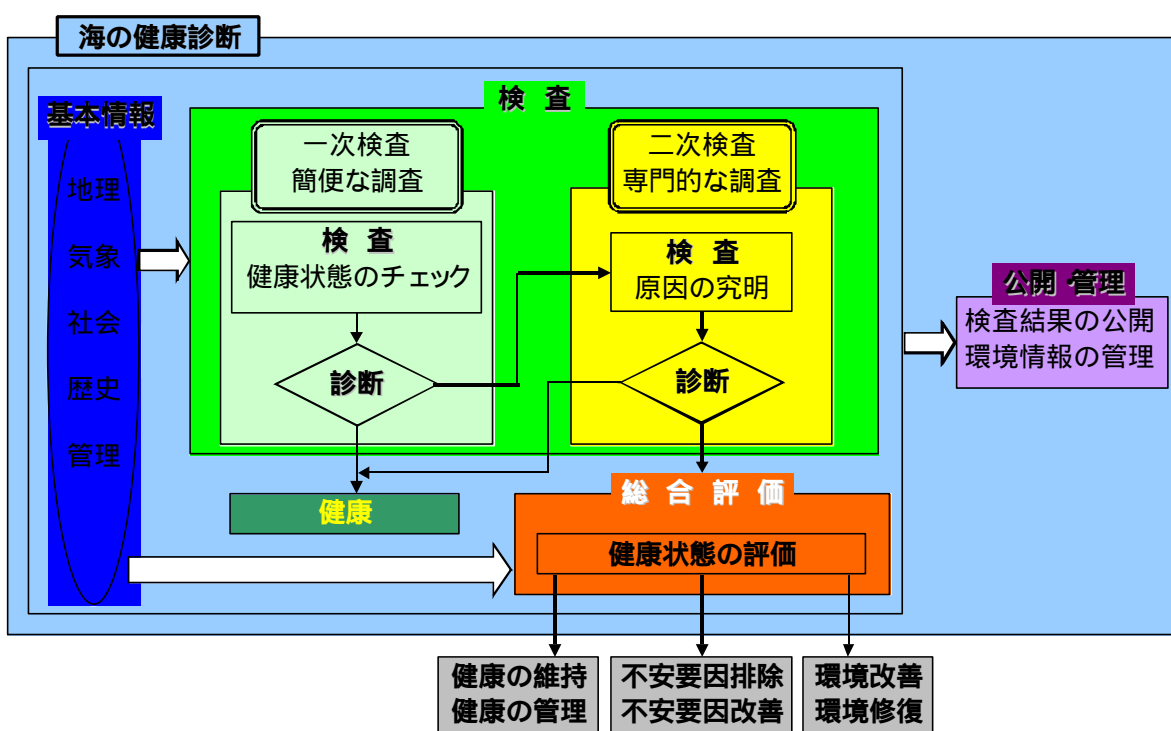 海の健康診断
基本情報
地理
気象
社会
歴史
管理
検 査
一次検査
簡便な調査
検 査
健康状態のチェック
診断
健康
二次検査
専門的な調査
検 査
原因の究明
診断
総 合 評 価
健康状態の評価
公開・管理
検査結果の公開
環境情報の管理
健康の維持
健康の管理
不安要因排除
不安要因改善
環境改善
環境修復